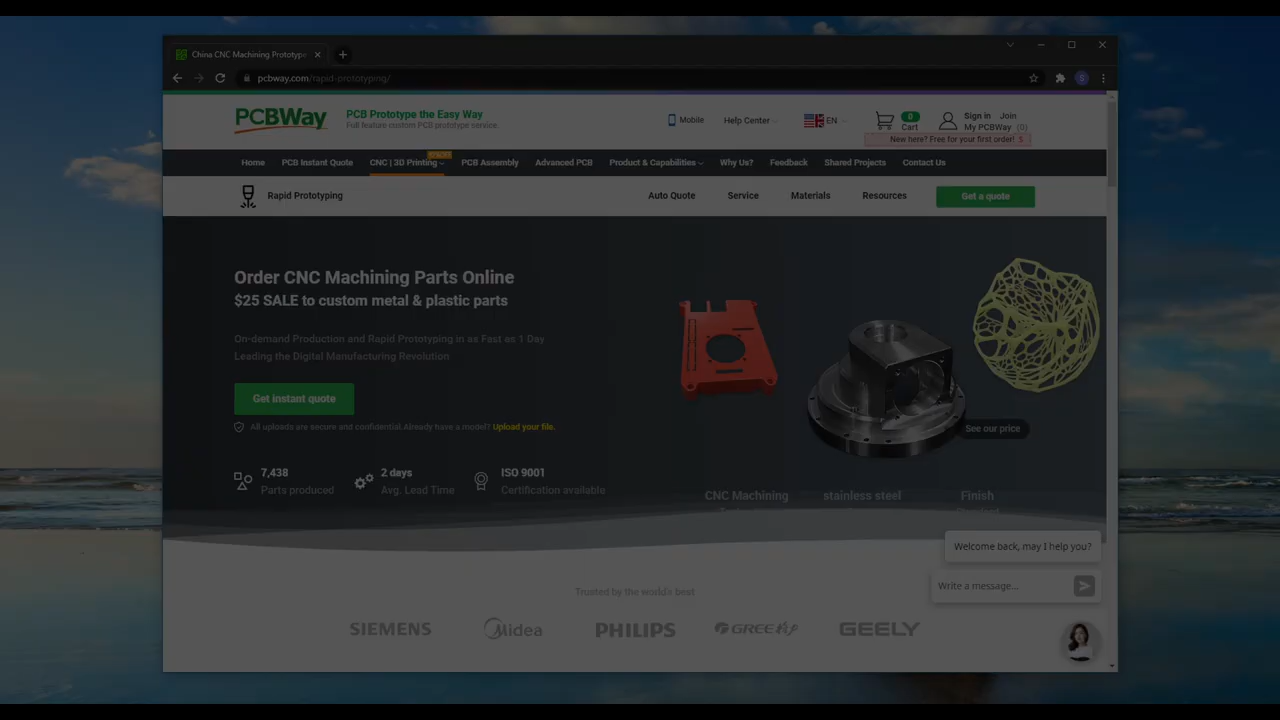 China CNC Machining Prototype
pcbway.com/rapid-prototyping/
S
PCBWay
PCB Prototype the Easy Way
Full feature custom PCB prototype service.
Mobile
Help Center
EN
0
Cart
Sign in Join
My PCBWay (0)
New here? Free for your first order!
Home
PCB Instant Quote
CNC | 3D Printing
PCB Assembly
Advanced PCB
Product & Capabilities
Why Us?
Feedback
Shared Projects
Contact Us
Rapid Prototyping
Auto Quote
Service
Materials
Resources
Get a quote
Order CNC Machining Parts Online
$25 SALE to custom metal & plastic parts
On-demand Production and Rapid Prototyping in as Fast as 1 Day
Leading the Digital Manufacturing Revolution
Get instant quote
All uploads are secure and confidential.Already have a model? Upload your file.
See our price
7,438
Parts produced
2 days
Avg. Lead Time
ISO 9001
Certification available
CNC Machining
stainless steel
Finish
Welcome back, may I help you?
Write a message...
Trusted by the world's best
SIEMENS
Midea
PHILIPS
GREE
GEELY